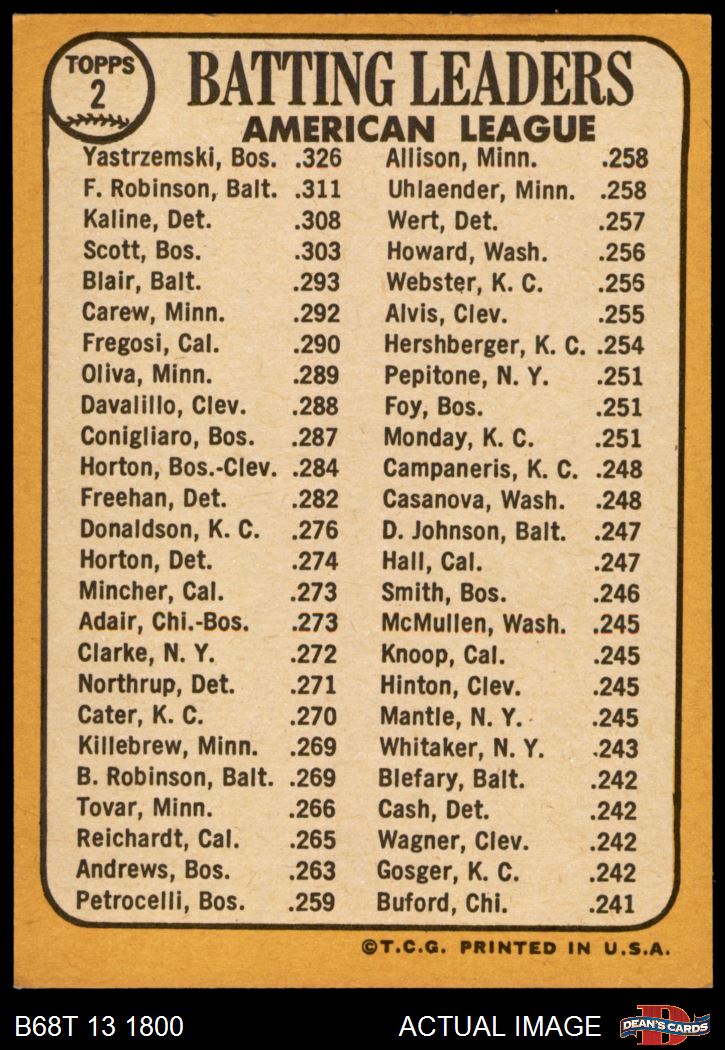 TOPPS
2
BATTING LEADERS
AMERICAN LEAGUE
Yastrzemski, Bos. .326
F. Robinson, Balt. .311
Kaline, Det. .308
Scott, Bos. .303
Blair, Balt. .293
Carew, Minn. .292
Fregosi, Cal. .290
Oliva, Minn. .289
Davalillo, Clev. .288
Conigliaro, Bos. .287
Horton, Bos.-Clev. .284
Freehan, Det. .282
Donaldson, K. C. .276
Horton, Det. .274
Mincher, Cal. .273
Adair, Chi.-Bos. .273
Clarke, N. Y. .272
Northrup, Det. .271
Cater, K. C. .270
Killebrew, Minn. .269
B. Robinson, Balt. .269
Tovar, Minn. .266
Reichardt, Cal. .265
Andrews, Bos. .263
Petrocelli, Bos. .259
Allison, Minn. .258
Uhlaender, Minn. .258
Wert, Det. .257
Howard, Wash. .256
Webster, K. C. .256
Alvis, Clev. .255
Hershberger, K. C. .254
Pepitone, N. Y. .251
Foy, Bos. .251
Monday, K. C. .251
Campaneris, K. C. .248
Casanova, Wash. .248
D. Johnson, Balt. .247
Hall, Cal. .247
Smith, Bos. .246
McMullen, Wash. .245
Knoop, Cal. .245
Hinton, Clev. .245
Mantle, N. Y. .245
Whitaker, N. Y. .243
Blefary, Balt. .242
Cash, Det. .242
Wagner, Clev. .242
Gosger, K. C. .242
Buford, Chi. .241
©T.C.G. PRINTED IN U.S.A.
B68T 13 1800
ACTUAL IMAGE
D
DEAN'S CARDS